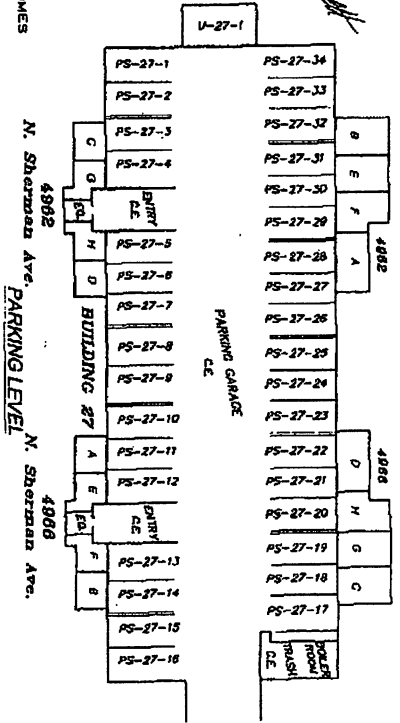 V-27-1
PS-27-1
PS-27-2
PS-27-3
PS-27-4
ENTRY
C.E.
PS-27-5
PS-27-6
PS-27-7
PS-27-8
PS-27-9
PS-27-10
PS-27-11
PS-27-12
ENTRY
C.E.
PS-27-13
PS-27-14
PS-27-15
PS-27-16
PS-27-34
PS-27-33
PS-27-32
PS-27-31
PS-27-30
PS-27-29
PS-27-28
PS-27-27
PS-27-26
PS-27-25
PS-27-24
PS-27-23
PS-27-22
PS-27-21
PS-27-20
PS-27-19
PS-27-18
PS-27-17
BOILER
ROOM
TRASH
C.E.
PARKING GARAGE
C.E.
B
E
F
A
4962
D
H
G
C
4966
C
G
EQ.
H
D
A
E
EQ.
F
B
BUILDING 27
4962
N. Sherman Ave.
4966
N. Sherman Ave.
PARKING LEVEL
MES